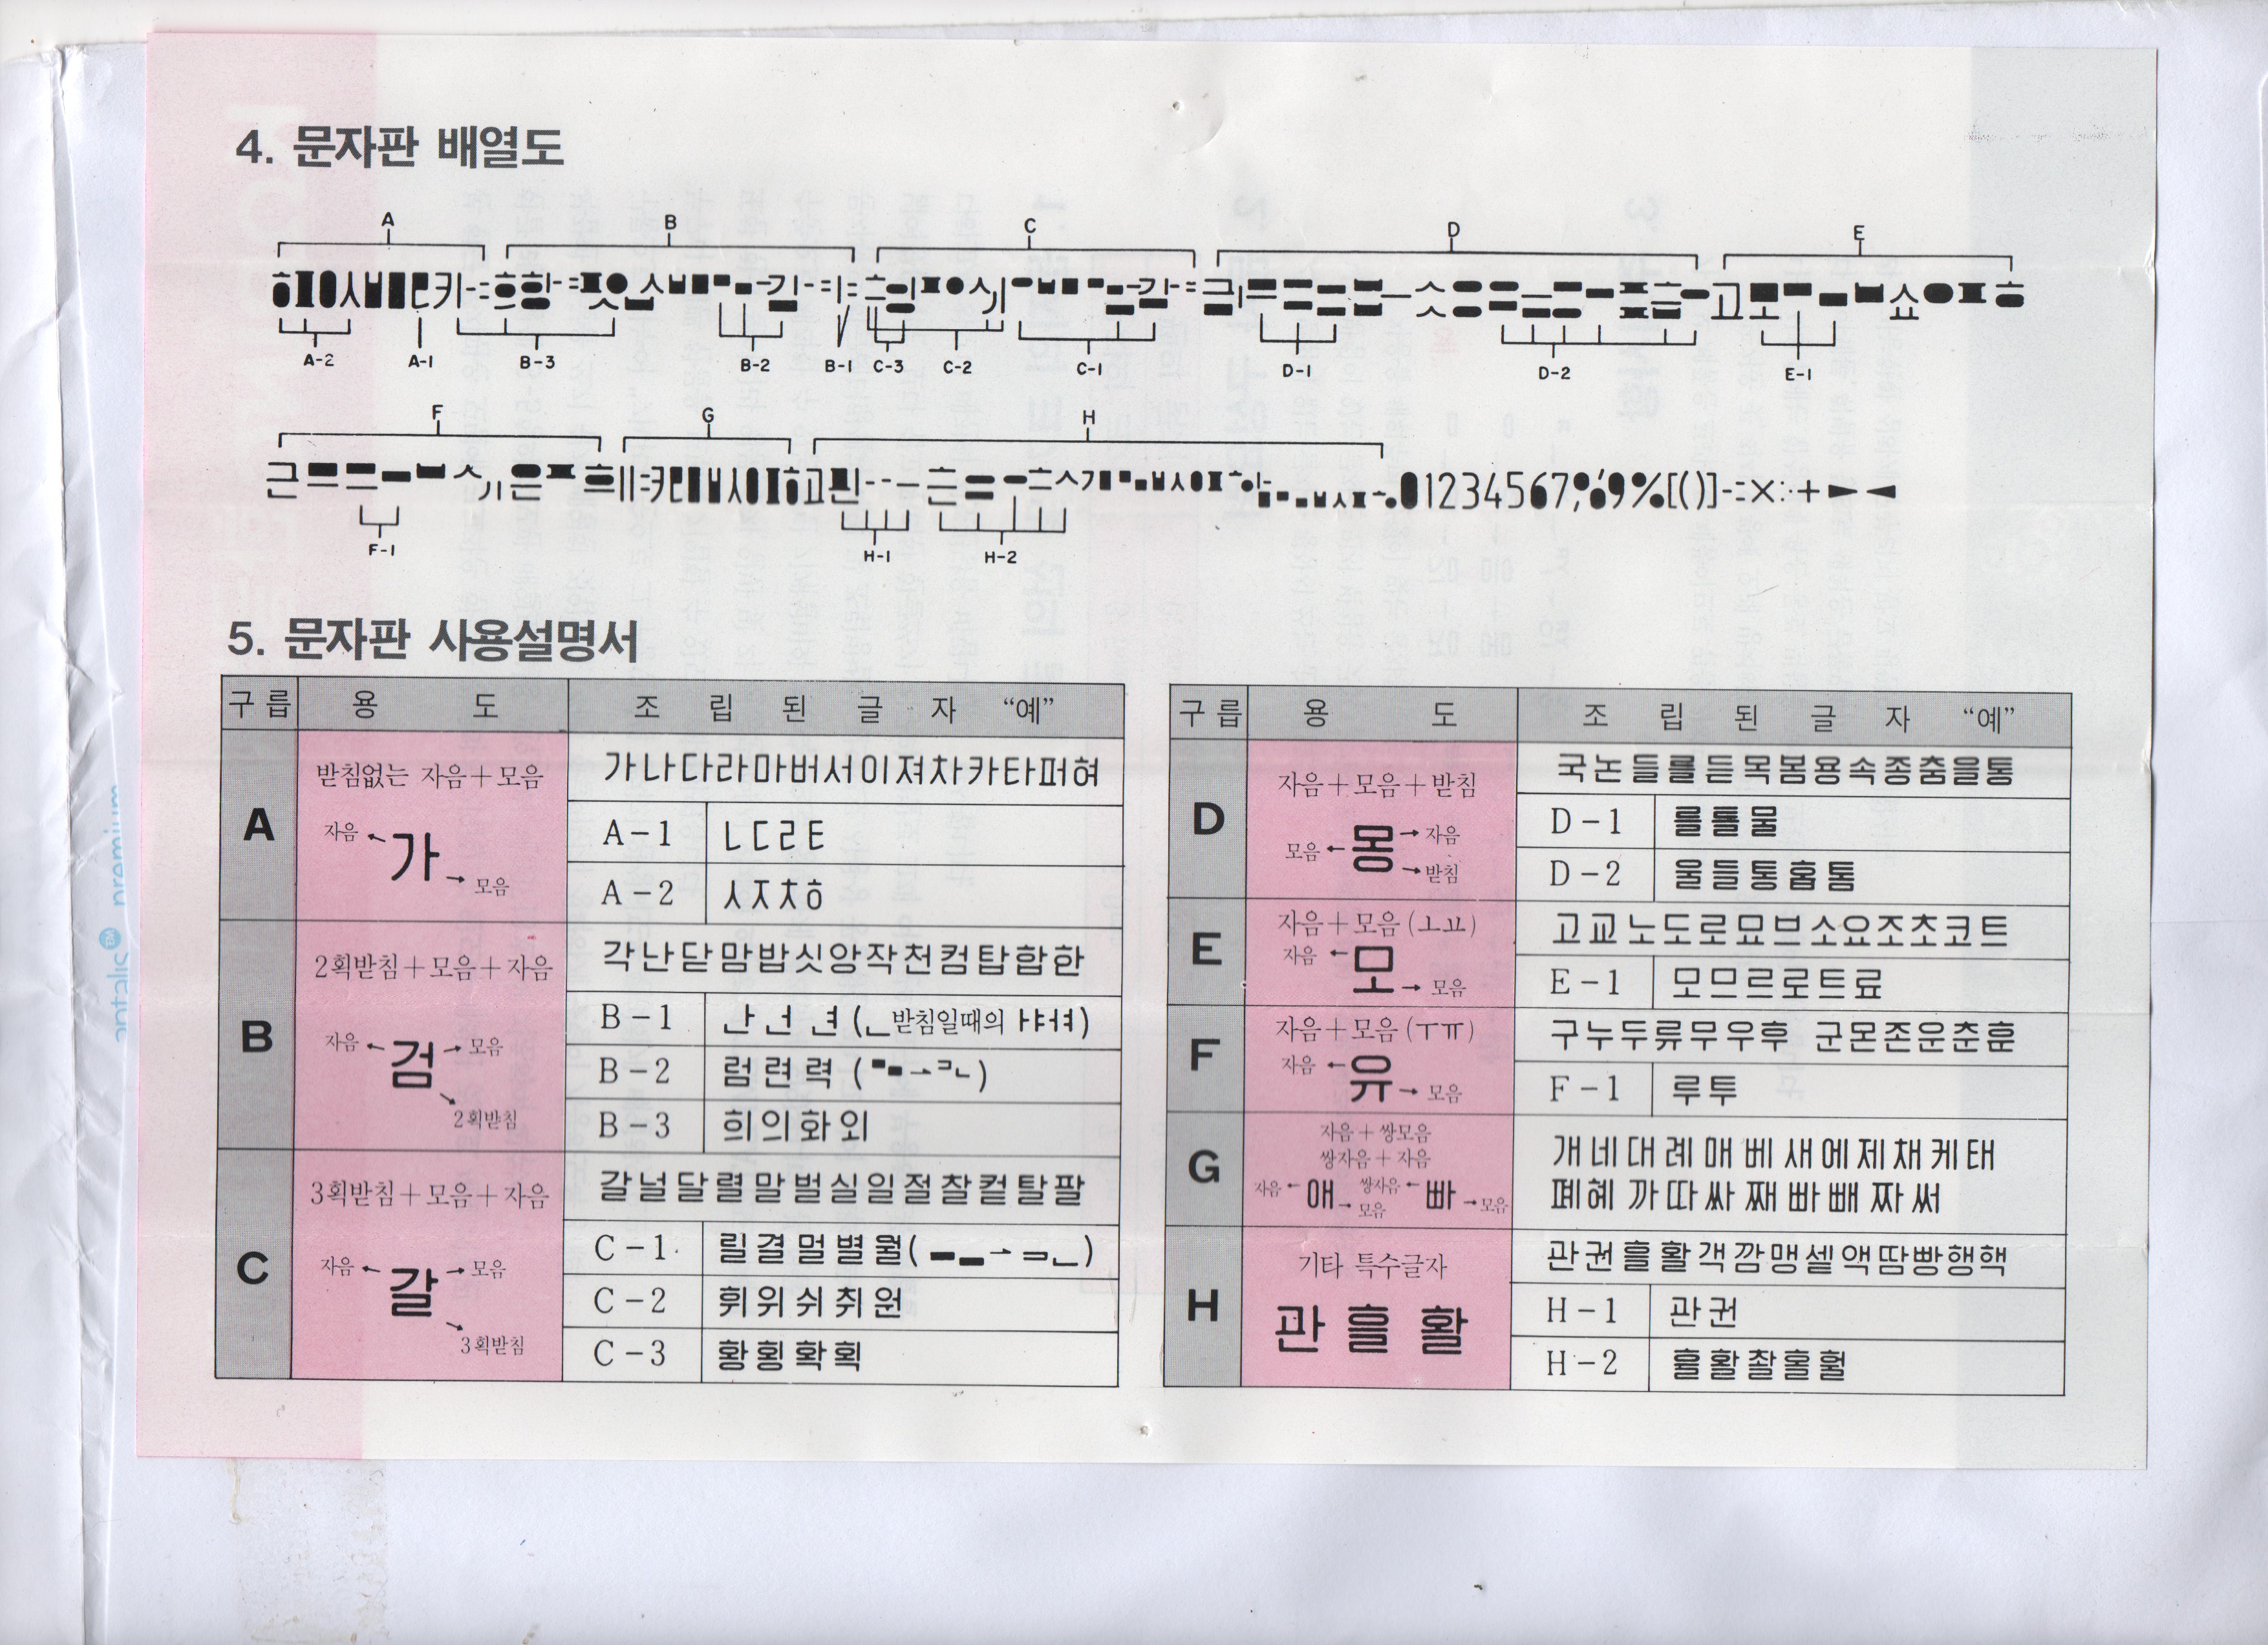 4. 문자판 배열도
A B C D E
A-2 A-1 B-3 B-2 B-1 C-3 C-2 C-1 D-1 D-2 E-1
F G H
.0123456789%[()]-÷×:+
F-1 H-1 H-2
5. 문자판 사용설명서
구룹 용 도 조 립 된 글 자 “예”
A 받침없는 자음+모음 가나다라마버서이져차카타퍼혀
자음 가 모음
A-1 ㄴㄷㄹㅌ
A-2 ㅅㅈㅊㅎ
B 2획받침+모음+자음 각난닫맘밥싯앙작천컴탑합한
자음 검 모음 2획받침
B-1 난 넌 년 (ㄴ받침일때의 ㅏㅑㅓㅕ)
B-2 럼련력
B-3 희의화외
C 3획받침+모음+자음 갈널달렬말벌실일절찰컬탈팔
자음 갈 모음 3획받침
C-1 릴결멀별월
C-2 휘위쉬취원
C-3 황횡확획
구룹 용 도 조 립 된 글 자 “예”
D 자음+모음+받침 국논들를듣목봄용속종춤을통
모음 몽 자음 받침
D-1 를틀물
D-2 울들통홉톰
E 자음+모음(ㅗㅛ) 고교노도로묘브소요조초코트
자음 모 모음
E-1 모므르로트료
F 자음+모음(ㅜㅠ) 구누두류무우후 군몬존운춘훈
자음 유 모음
F-1 루투
G 자음+쌍모음 개네대례매베새에제채케태
쌍자음+자음 폐혜 까따싸째빠빼짜써
자음 애 모음 쌍자음 빠 모음
H 기타 특수글자 관권흘활객깜맹셑액땀빵행핵
관 흘 활
H-1 관권
H-2 훌활촬홀훨
antalis premium